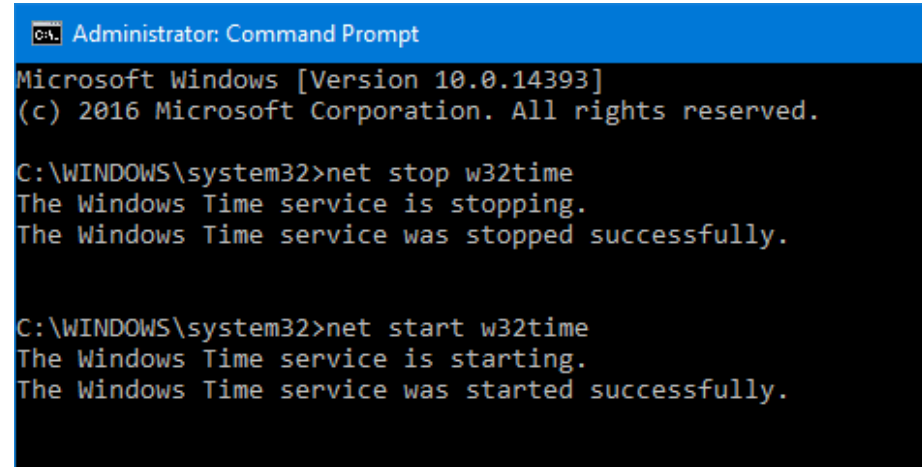 Administrator: Command Prompt
Microsoft Windows [Version 10.0.14393]
(c) 2016 Microsoft Corporation. All rights reserved.
C:\WINDOWS\system32>net stop w32time
The Windows Time service is stopping.
The Windows Time service was stopped successfully.
C:\WINDOWS\system32>net start w32time
The Windows Time service is starting.
The Windows Time service was started successfully.